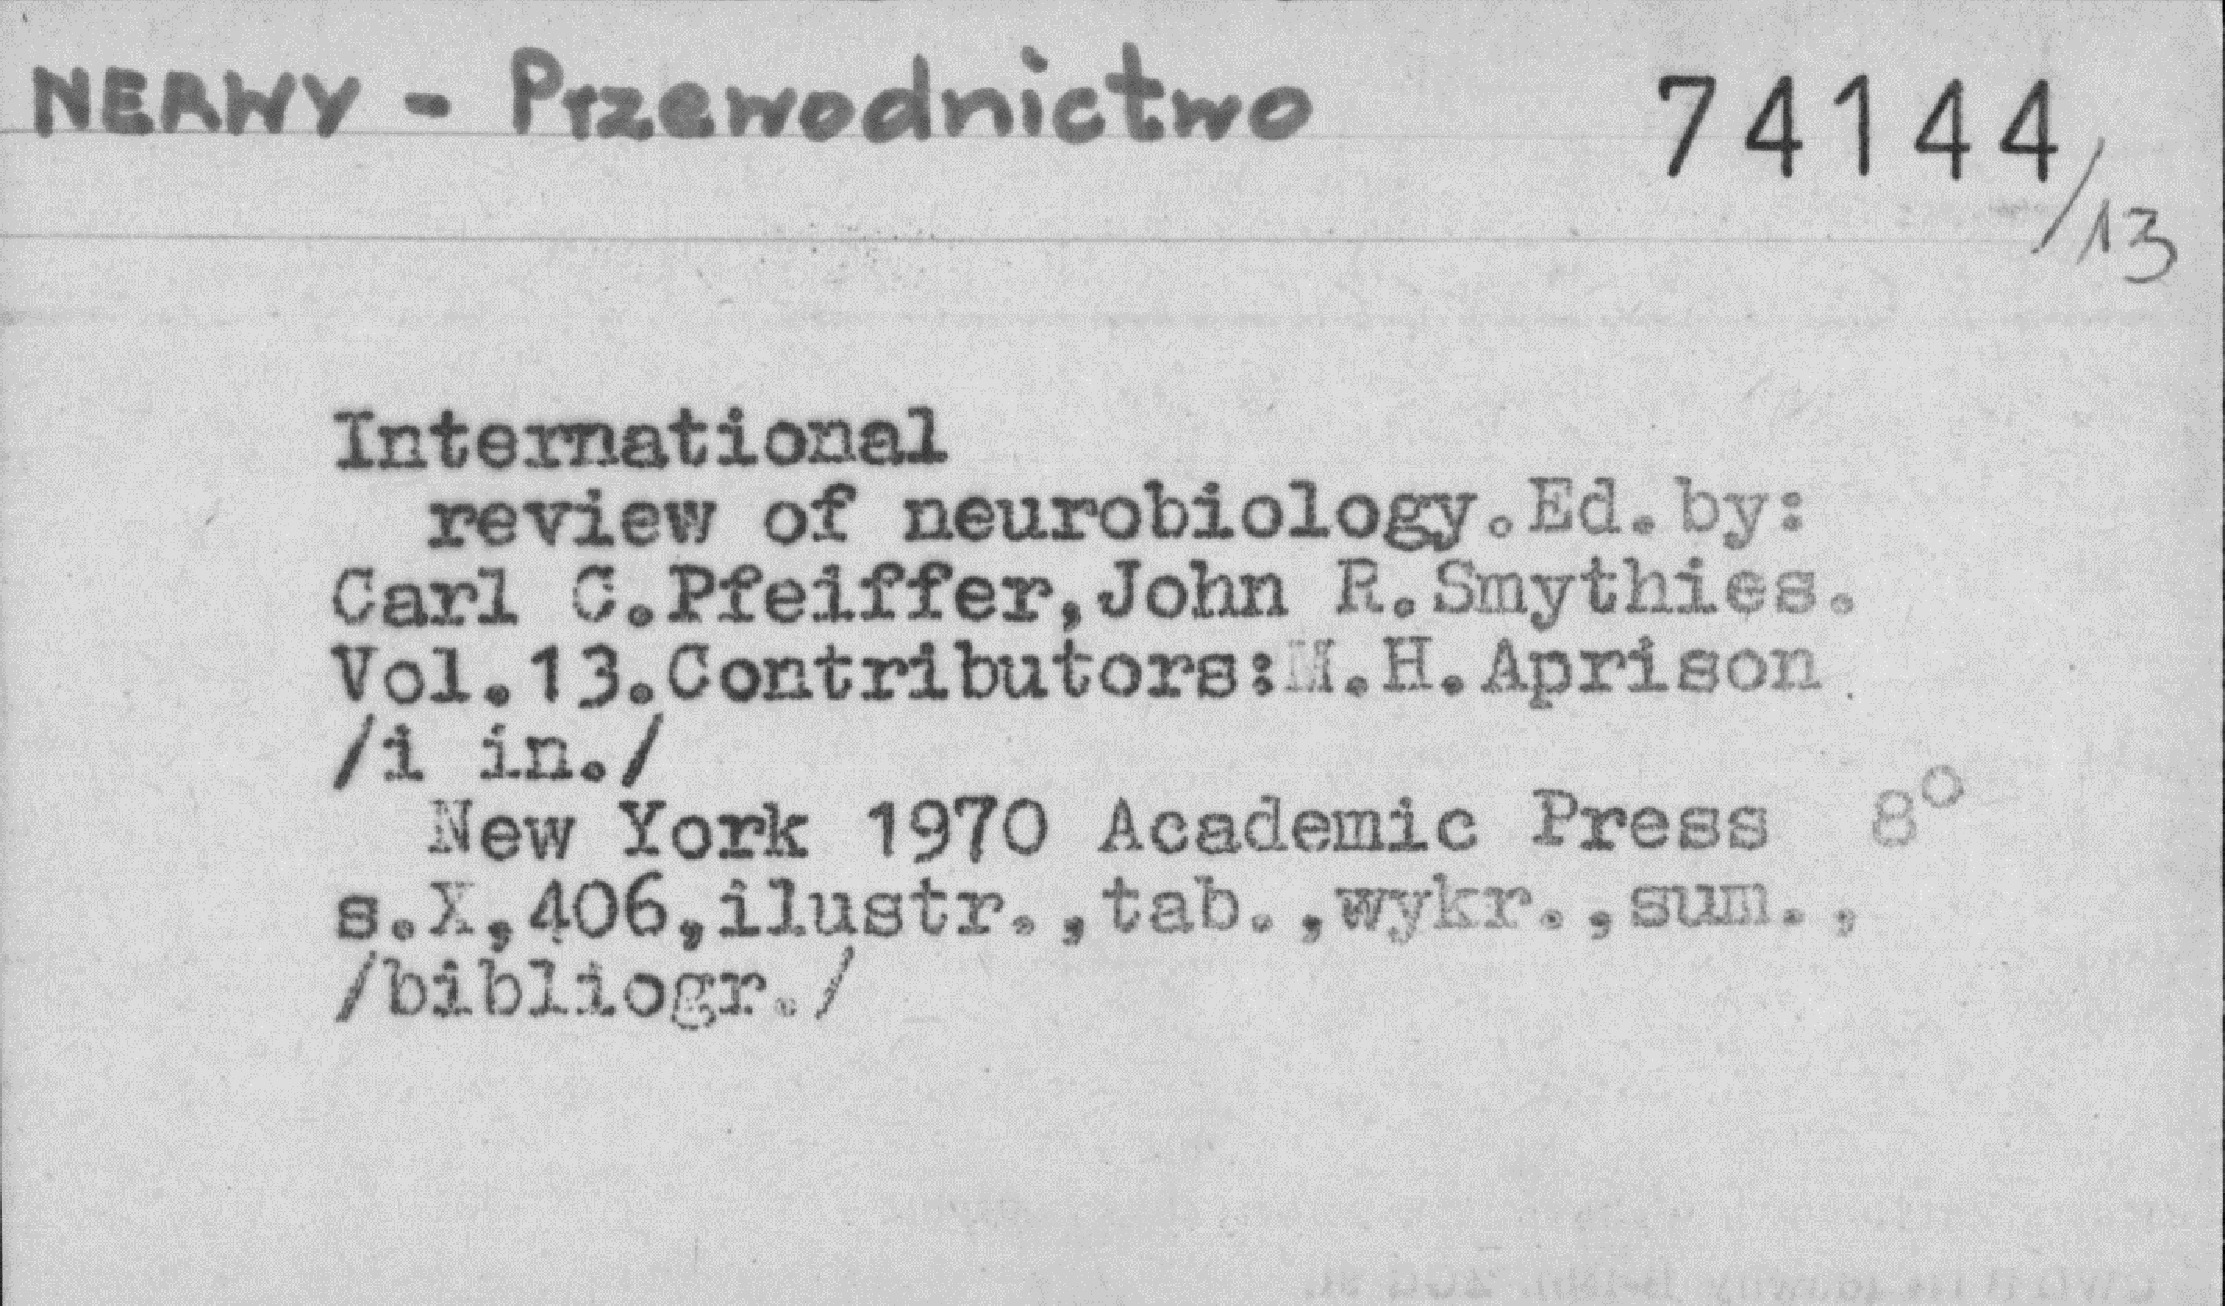 NERWY - Przewodnictwo
74144/13
International
review of neurobiology.Ed.by:
Carl C.Pfeiffer,John R.Smythies.
Vol.13.Contributors:M.H.Aprison
/i in./
New York 1970 Academic Press 8°
s.X,406,ilustr.,tab.,wykr.,sum.,
/bibliogr./